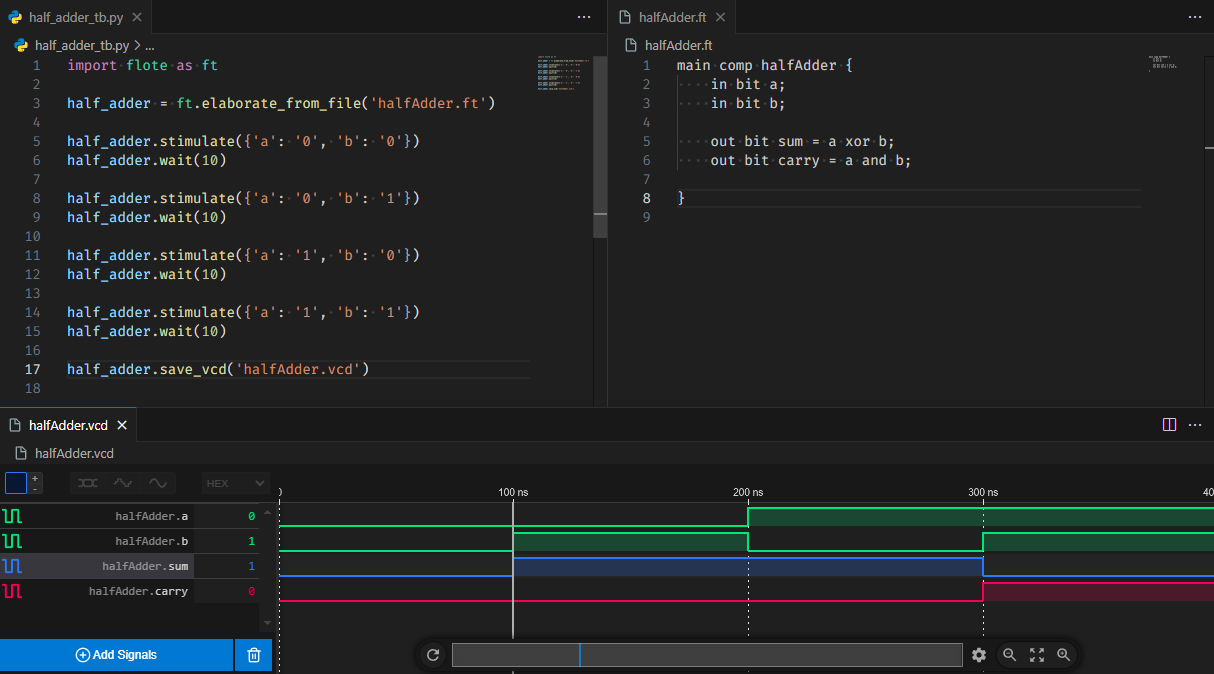 half_adder_tb.py
half_adder_tb.py > ...
1 import flote as ft
2
3 half_adder = ft.elaborate_from_file('halfAdder.ft')
4
5 half_adder.stimulate({'a': '0', 'b': '0'})
6 half_adder.wait(10)
7
8 half_adder.stimulate({'a': '0', 'b': '1'})
9 half_adder.wait(10)
10
11 half_adder.stimulate({'a': '1', 'b': '0'})
12 half_adder.wait(10)
13
14 half_adder.stimulate({'a': '1', 'b': '1'})
15 half_adder.wait(10)
16
17 half_adder.save_vcd('halfAdder.vcd')
18
halfAdder.ft
halfAdder.ft
1 main comp halfAdder {
2     in bit a;
3     in bit b;
4
5     out bit sum = a xor b;
6     out bit carry = a and b;
7
8 }
9
halfAdder.vcd
halfAdder.vcd
+
-
HEX
0 100 ns 200 ns 300 ns 40
halfAdder.a 0
halfAdder.b 1
halfAdder.sum 1
halfAdder.carry 0
Add Signals